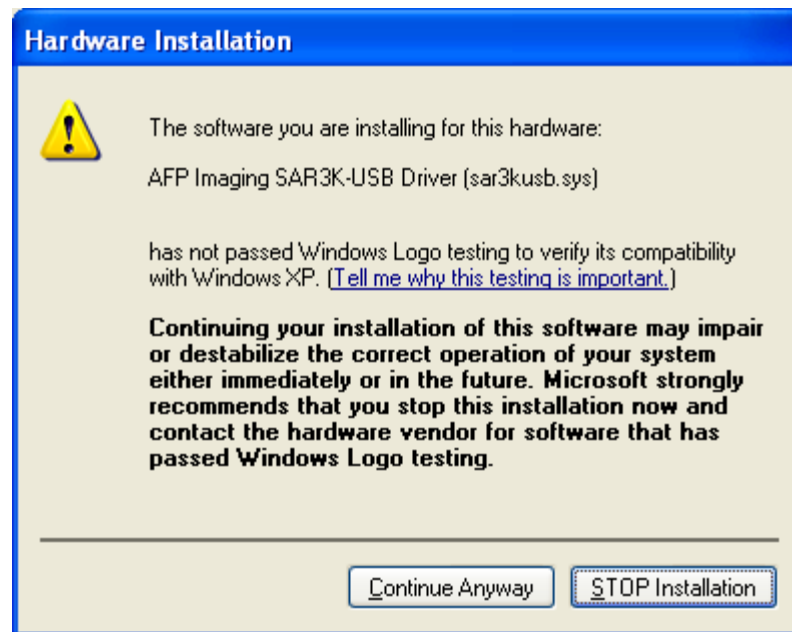 Hardware Installation
The software you are installing for this hardware:
AFP Imaging SAR3K-USB Driver (sar3kusb.sys)
has not passed Windows Logo testing to verify its compatibility
with Windows XP. (Tell me why this testing is important.)
Continuing your installation of this software may impair
or destabilize the correct operation of your system
either immediately or in the future. Microsoft strongly
recommends that you stop this installation now and
contact the hardware vendor for software that has
passed Windows Logo testing.
Continue Anyway STOP Installation